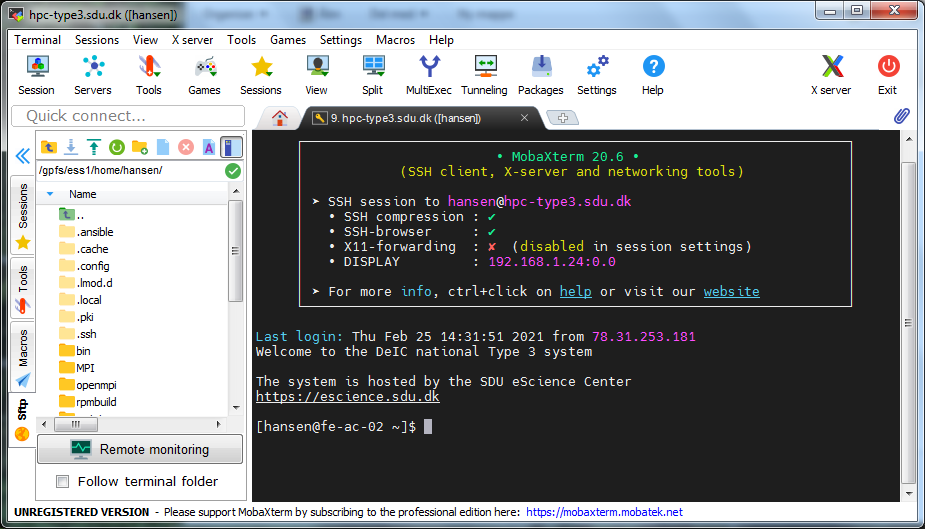 hpc-type3.sdu.dk ([hansen])
Terminal Sessions View X server Tools Games Settings Macros Help
Session Servers Tools Games Sessions View Split MultiExec Tunneling Packages Settings Help X server Exit
Quick connect...
9. hpc-type3.sdu.dk ([hansen])
/gpfs/ess1/home/hansen/
Name
..
.ansible
.cache
.config
.lmod.d
.local
.pki
.ssh
bin
MPI
openmpi
rpmbuild
Sessions
Tools
Macros
Sftp
Remote monitoring
Follow terminal folder
• MobaXterm 20.6 •
(SSH client, X-server and networking tools)
➤ SSH session to hansen@hpc-type3.sdu.dk
• SSH compression : ✔
• SSH-browser : ✔
• X11-forwarding : ✘ (disabled in session settings)
• DISPLAY : 192.168.1.24:0.0
➤ For more info, ctrl+click on help or visit our website
Last login: Thu Feb 25 14:31:51 2021 from 78.31.253.181
Welcome to the DeIC national Type 3 system
The system is hosted by the SDU eScience Center
https://escience.sdu.dk
[hansen@fe-ac-02 ~]$
UNREGISTERED VERSION - Please support MobaXterm by subscribing to the professional edition here: https://mobaxterm.mobatek.net